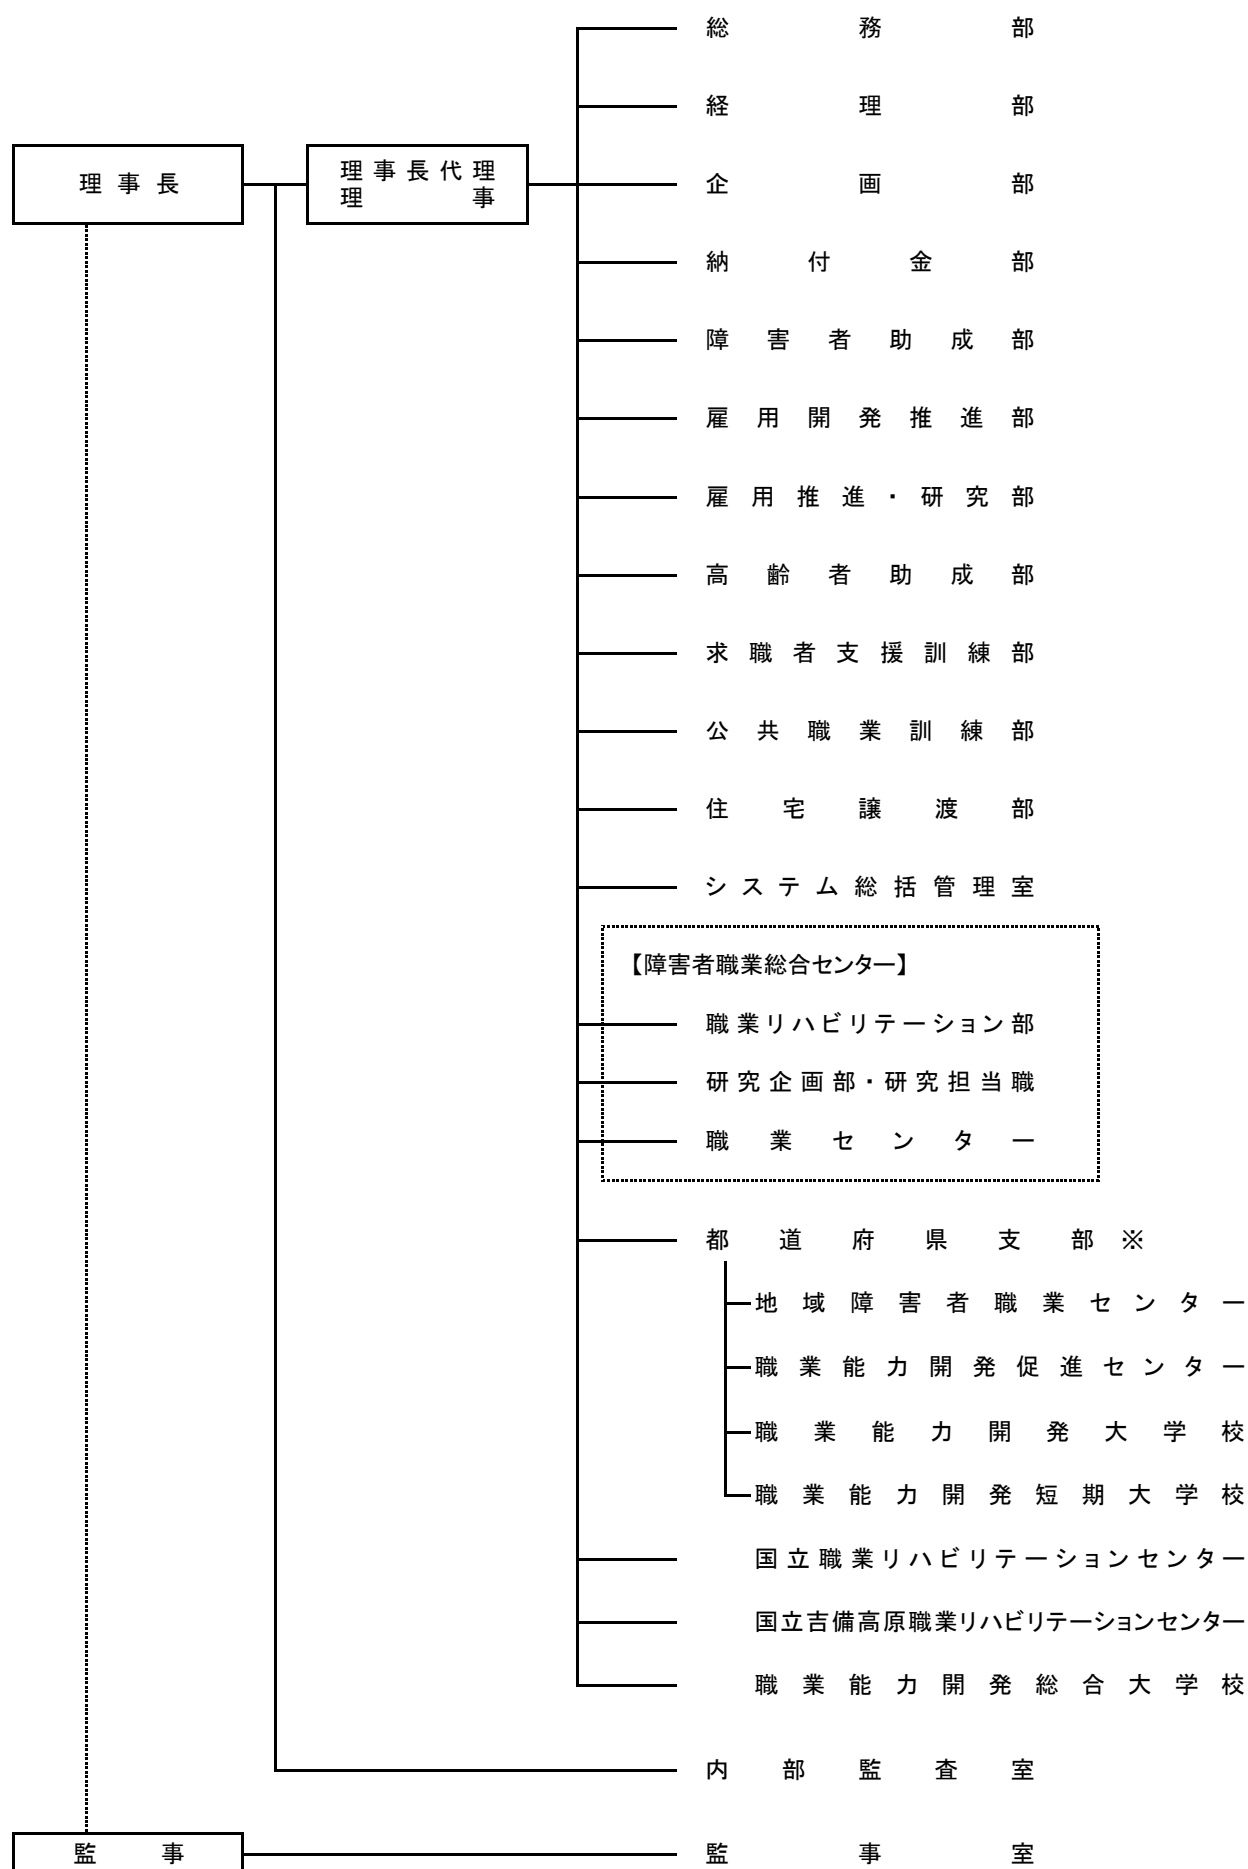 総務部
経理部
理事長
理事長代理
理事
企画部
納付金部
障害者助成部
雇用開発推進部
雇用推進・研究部
高齢者助成部
求職者支援訓練部
公共職業訓練部
住宅譲渡部
システム総括管理室
【障害者職業総合センター】
職業リハビリテーション部
研究企画部・研究担当職
職業センター
都道府県支部※
地域障害者職業センター
職業能力開発促進センター
職業能力開発大学校
職業能力開発短期大学校
国立職業リハビリテーションセンター
国立吉備高原職業リハビリテーションセンター
職業能力開発総合大学校
内部監査室
監事
監事室